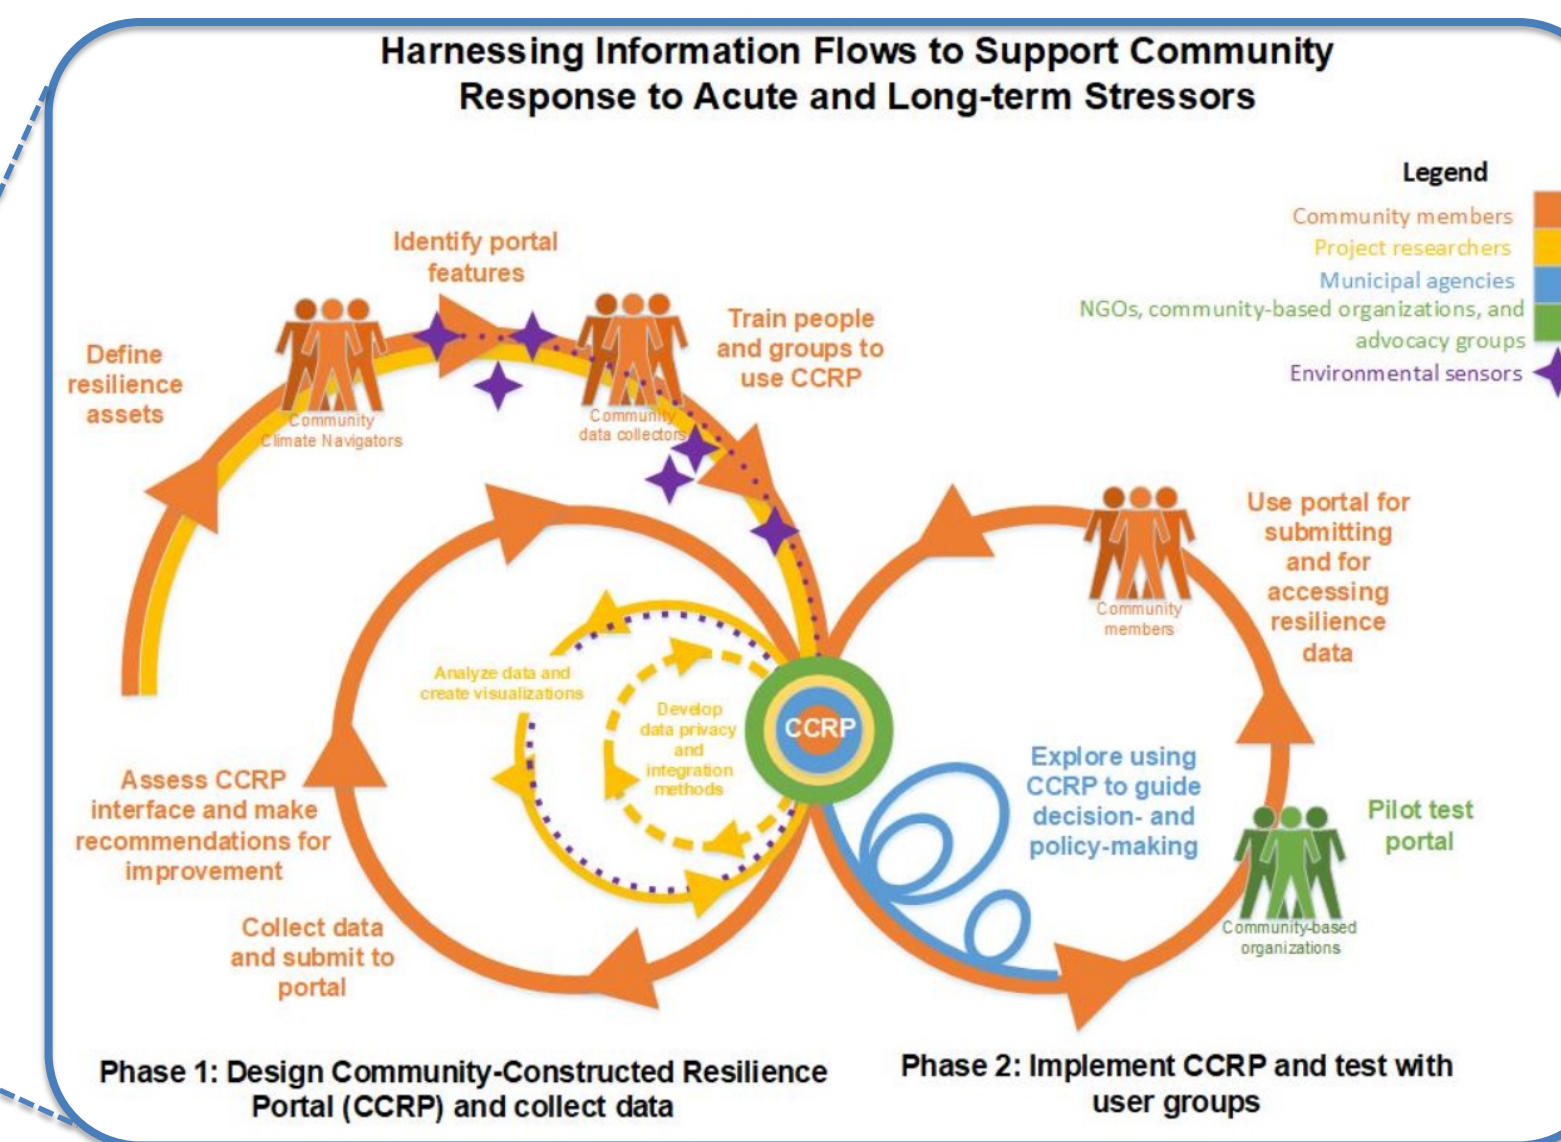 Harnessing Information Flows to Support Community
Response to Acute and Long-term Stressors
Legend
Community members
Project researchers
Municipal agencies
NGOs, community-based organizations, and
advocacy groups
Environmental sensors
Identify portal
features
Define
resilience
assets
Train people
and groups to
use CCRP
Community
Climate Navigators
Community
data collectors
Use portal for
submitting
and for
accessing
resilience
data
Community
members
Analyze data and
create visualizations
Develop
data privacy
and
integration
methods
CCRP
Explore using
CCRP to guide
decision- and
policy-making
Pilot test
portal
Community-based
organizations
Assess CCRP
interface and make
recommendations for
improvement
Collect data
and submit to
portal
Phase 1: Design Community-Constructed Resilience
Portal (CCRP) and collect data
Phase 2: Implement CCRP and test with
user groups